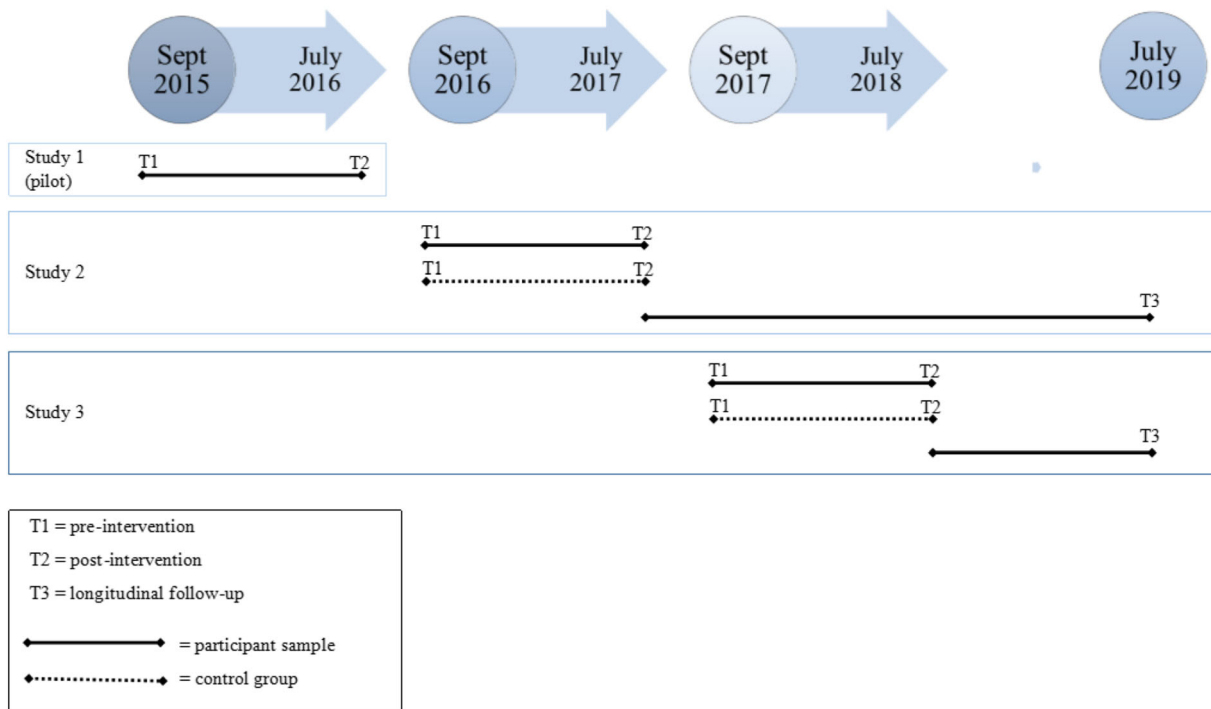 Sept
2015
July
2016
Sept
2016
July
2017
Sept
2017
July
2018
July
2019
Study 1
(pilot)
T1
T2
Study 2
T1
T2
T1
T2
T3
Study 3
T1
T2
T1
T2
T3
T1 = pre-intervention
T2 = post-intervention
T3 = longitudinal follow-up
= participant sample
= control group